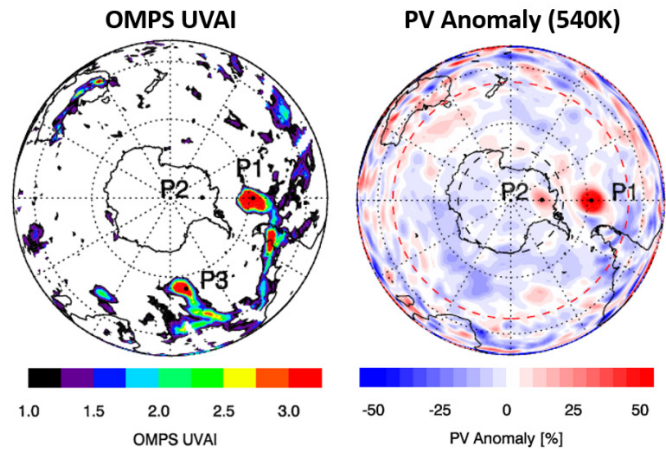 OMPS UVAI
PV Anomaly (540K)
P1
P2
P3
P2
P1
1.0 1.5 2.0 2.5 3.0
OMPS UVAI
-50 -25 0 25 50
PV Anomaly [%]